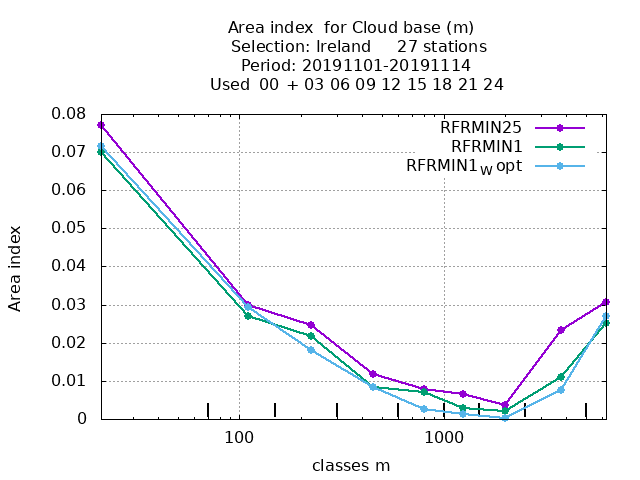 Area index  for Cloud base (m)
Selection: Ireland     27 stations
Period: 20191101-20191114
Used  00 + 03 06 09 12 15 18 21 24
RFRMIN25
RFRMIN1
RFRMIN1w opt
0.08
0.07
0.06
0.05
0.04
0.03
0.02
0.01
0
Area index
100 1000
classes m